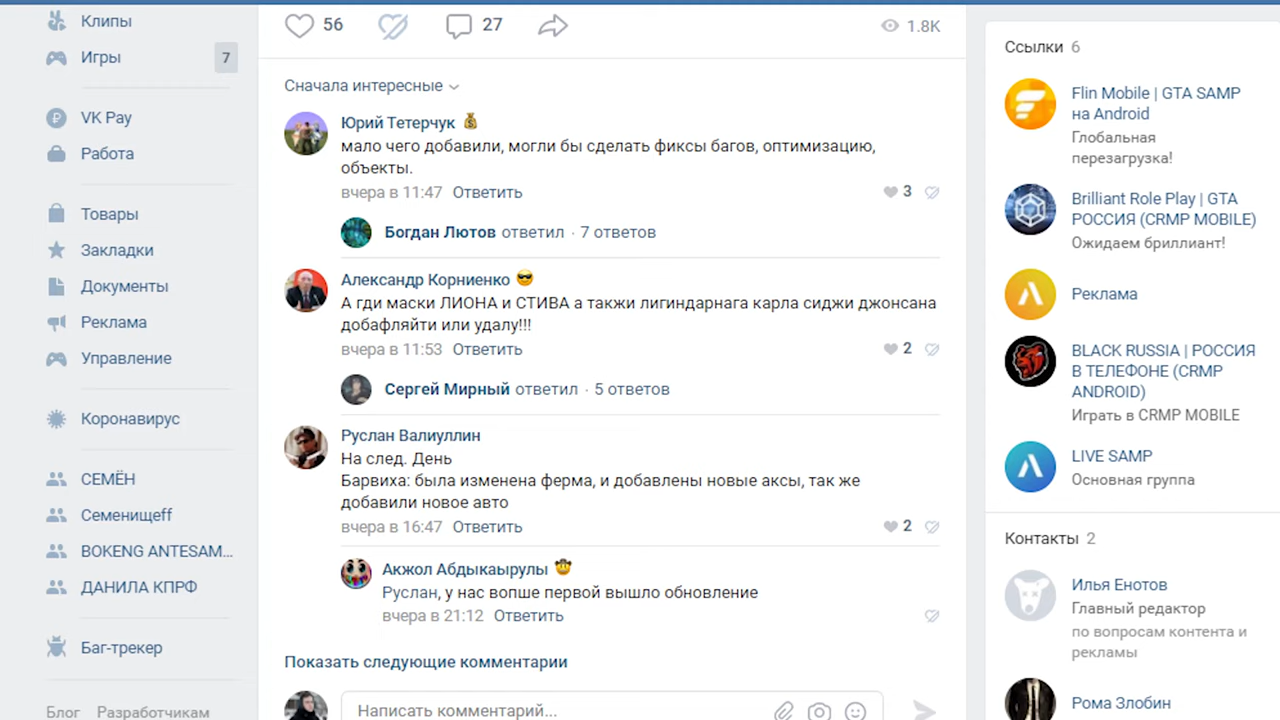 Клипы
Игры
7
VK Pay
Работа
Товары
Закладки
Документы
Реклама
Управление
Коронавирус
СЕМЁН
Семенищеff
BOKENG ANTESAM...
ДАНИЛА КПРФ
Баг-трекер
Блог Разработчикам
56
27
1.8K
Сначала интересные
Юрий Тетерчук
мало чего добавили, могли бы сделать фиксы багов, оптимизацию,
объекты.
вчера в 11:47 Ответить
3
Богдан Лютов ответил · 7 ответов
Александр Корниенко
А гди маски ЛИОНА и СТИВА а такжи лигиндарнага карла сиджи джонсана
добафляйти или удалу!!!
вчера в 11:53 Ответить
2
Сергей Мирный ответил · 5 ответов
Руслан Валиуллин
На след. День
Барвиха: была изменена ферма, и добавлены новые аксы, так же
добавили новое авто
вчера в 16:47 Ответить
2
Акжол Абдыкаырулы
Руслан, у нас вопше первой вышло обновление
вчера в 21:12 Ответить
Показать следующие комментарии
Написать комментарий...
Ссылки 6
Flin Mobile | GTA SAMP
на Android
Глобальная
перезагрузка!
Brilliant Role Play | GTA
РОССИЯ (CRMP MOBILE)
Ожидаем бриллиант!
Реклама
BLACK RUSSIA | РОССИЯ
В ТЕЛЕФОНЕ (CRMP
ANDROID)
Играть в CRMP MOBILE
LIVE SAMP
Основная группа
Контакты 2
Илья Енотов
Главный редактор
по вопросам контента и
рекламы
Рома Злобин